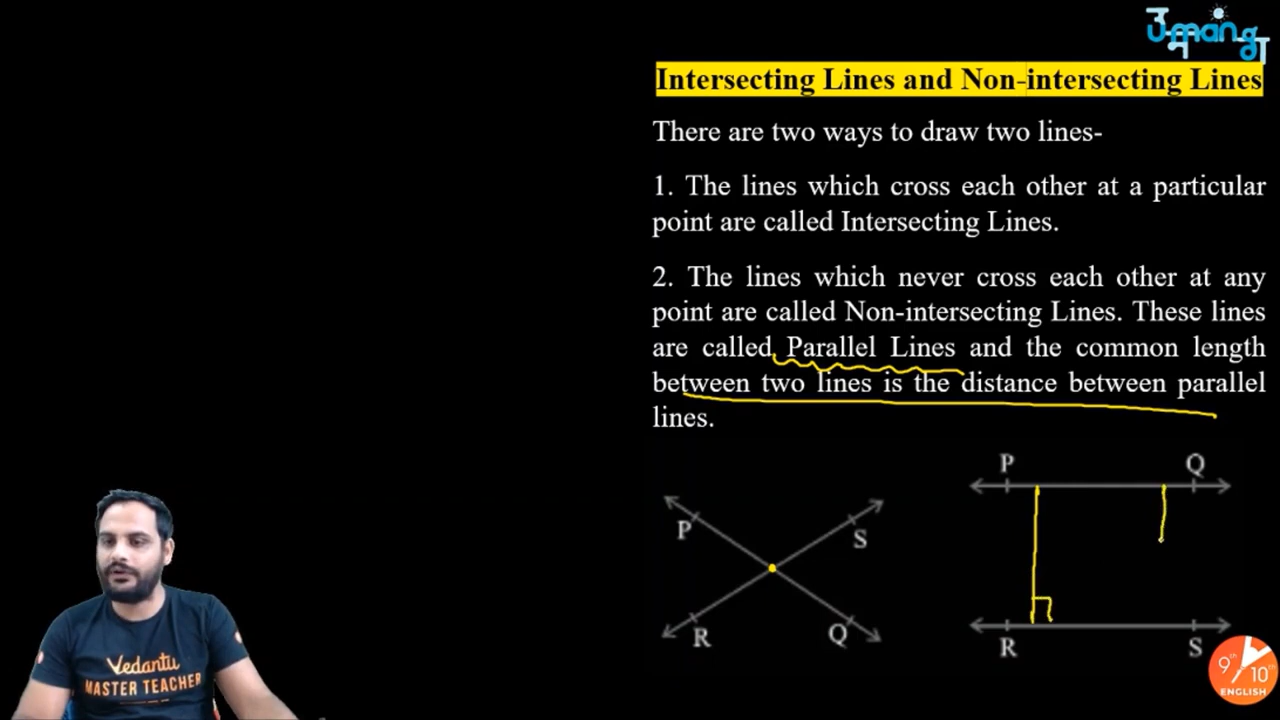 उमंग
Intersecting Lines and Non-intersecting Lines
There are two ways to draw two lines-
1. The lines which cross each other at a particular
point are called Intersecting Lines.
2. The lines which never cross each other at any
point are called Non-intersecting Lines. These lines
are called Parallel Lines and the common length
between two lines is the distance between parallel
lines.
P
S
R
Q
P
Q
R
S
Vedantu
MASTER TEACHER
9th/10th
ENGLISH